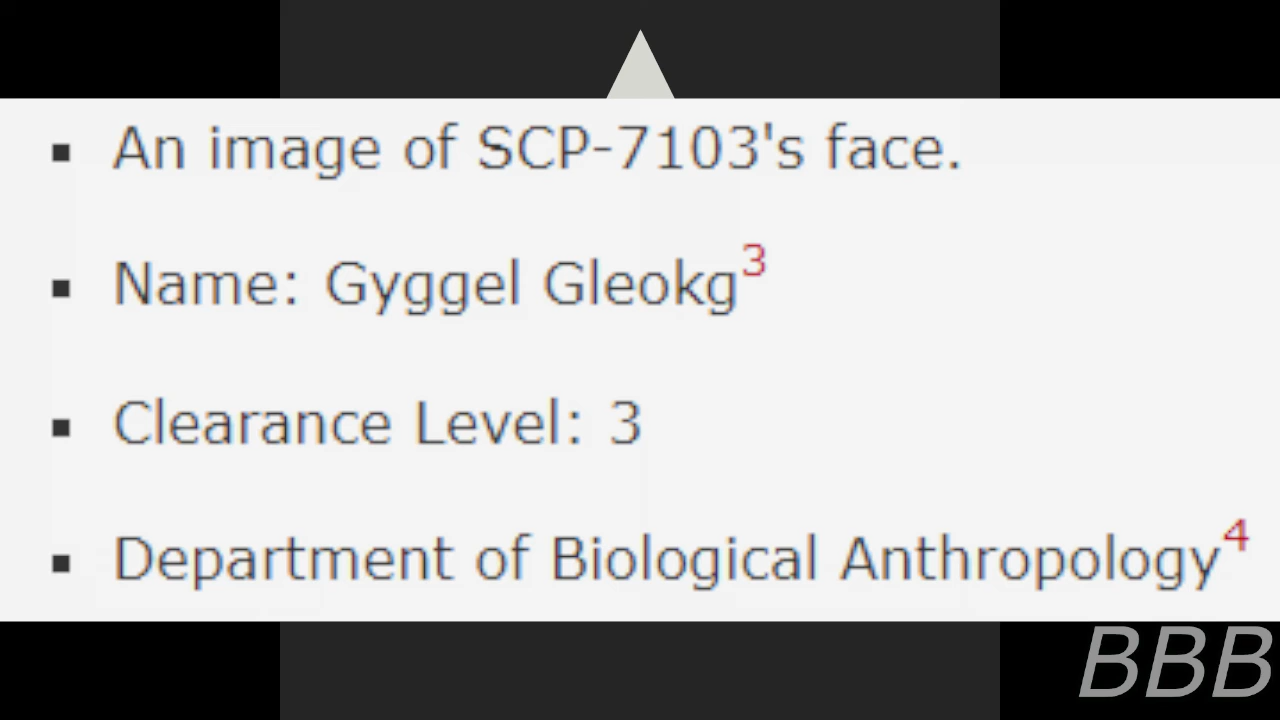 ▪ An image of SCP-7103's face.
▪ Name: Gyggel Gleokg3
▪ Clearance Level: 3
▪ Department of Biological Anthropology4
BBB